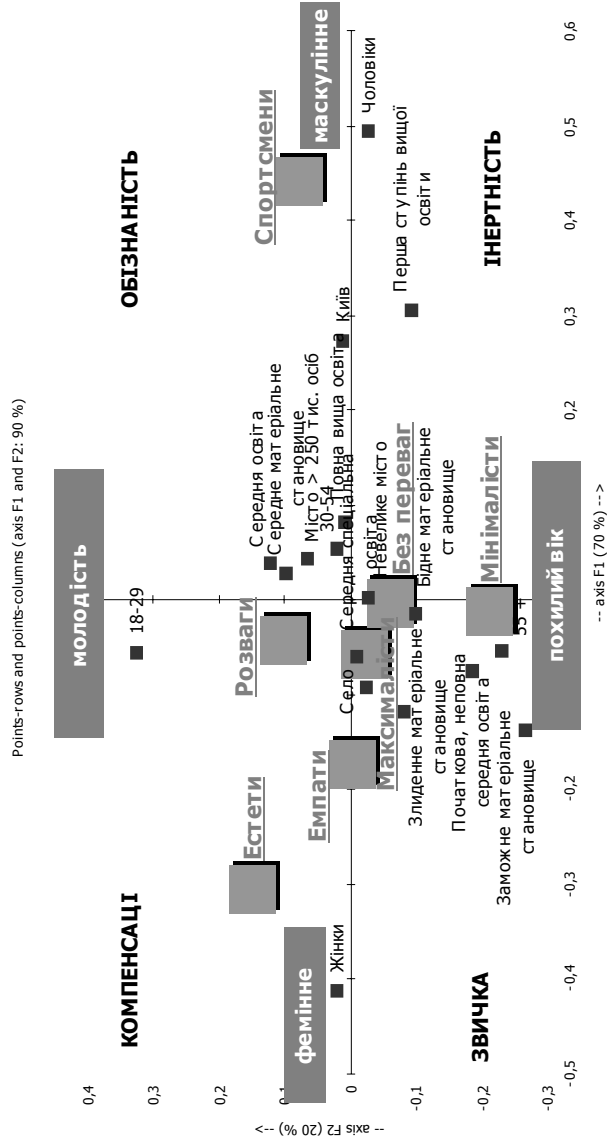 Points-rows and points-columns (axis F1 and F2: 90 %)
КОМПЕНСАЦІ
молодість
ОБІЗНАНІСТЬ
18-29
Естети
Розваги
Спортсмени
Середня освіта
Середнє матеріальне
становище
Місто > 250 тис. осіб
30-54
Повна вища освіта
Київ
Емпати
фемінне
маскулінне
Жінки
Чоловіки
Село
Середня спеціальна
освіта
Невелике місто
Без переваг
Максималісти
Перша ступінь вищої
освіти
Злиденне матеріальне
становище
Бідне матеріальне
становище
Початкова, неповна
середня освіта
Мінімалісти
55 +
Заможне матеріальне
становище
ЗВИЧКА
похилий вік
ІНЕРТНІСТЬ
0,4
0,3
0,2
0,1
0
-0,1
-0,2
-0,3
-- axis F2 (20 %) -->
-0,5
-0,4
-0,3
-0,2
0,2
0,3
0,4
0,5
0,6
-- axis F1 (70 %) -->